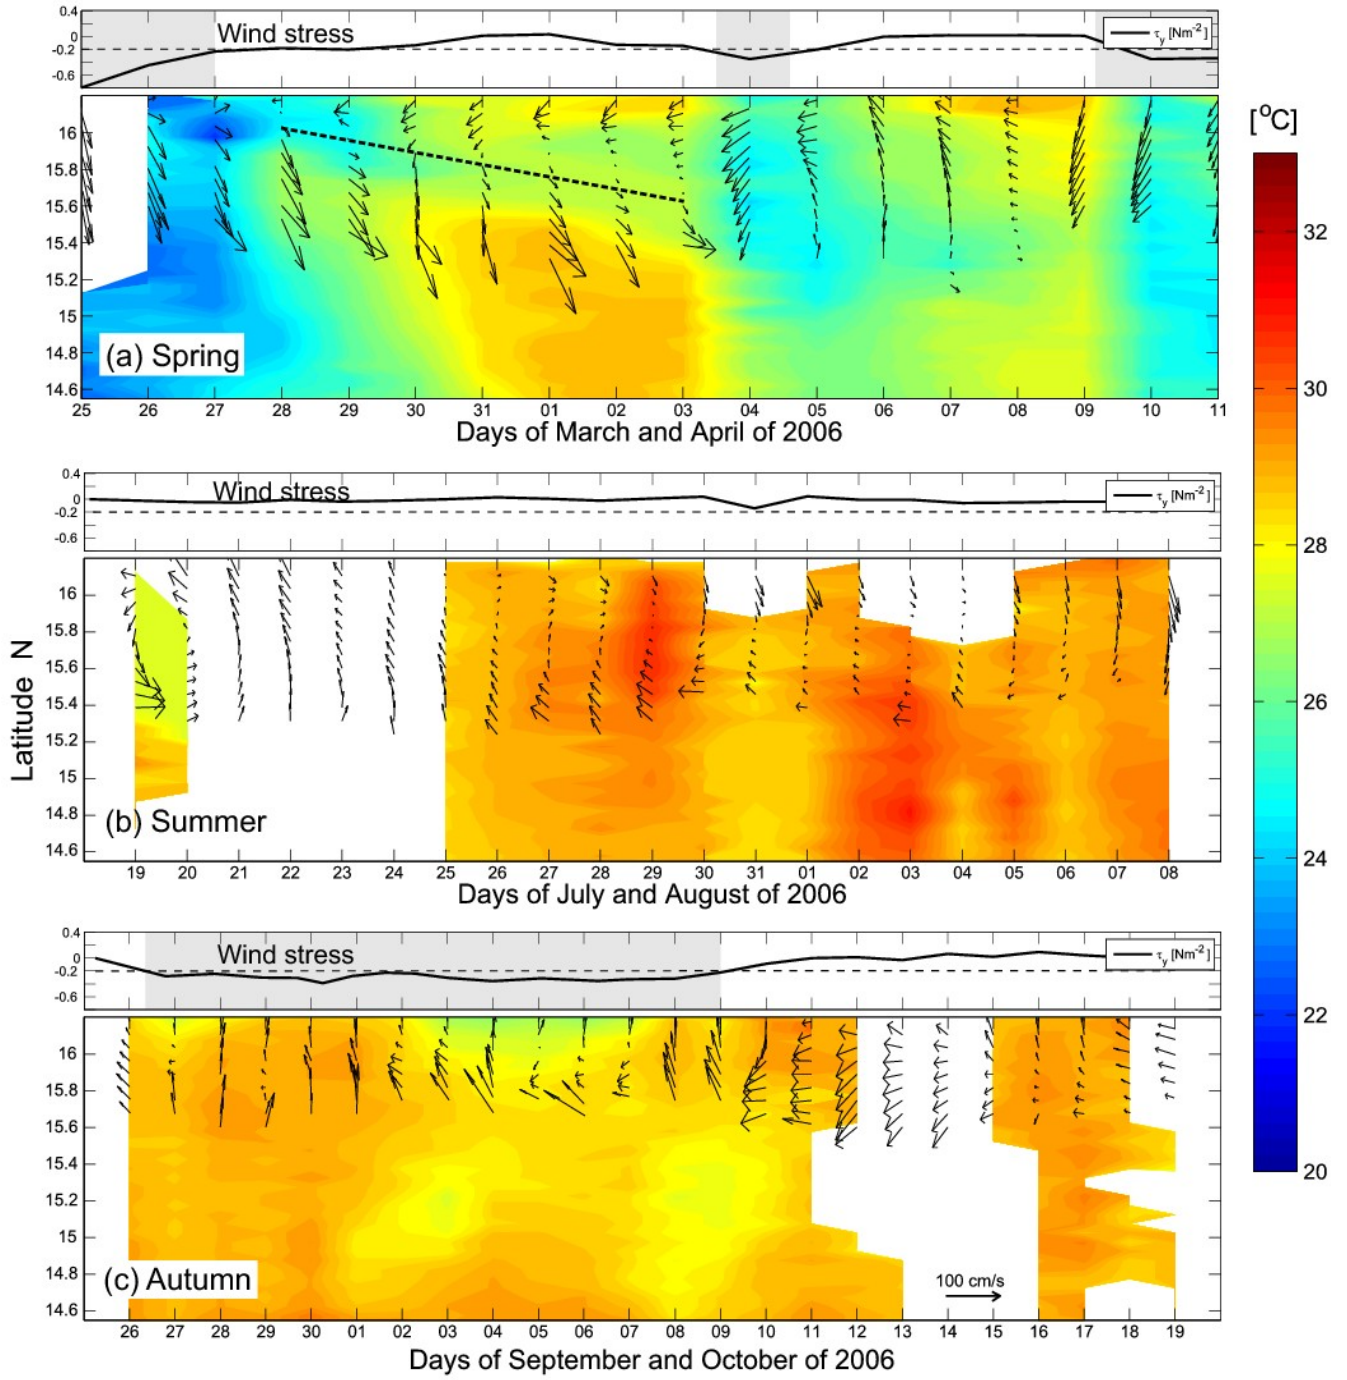 0.4
0
-0.2
-0.6
Wind stress
τy [Nm-2]
16
15.8
15.6
15.4
15.2
15
14.8
14.6
(a) Spring
25 26 27 28 29 30 31 01 02 03 04 05 06 07 08 09 10 11
Days of March and April of 2006
0.4
0
-0.2
-0.6
Wind stress
τy [Nm-2]
16
15.8
15.6
15.4
15.2
15
14.8
14.6
(b) Summer
19 20 21 22 23 24 25 26 27 28 29 30 31 01 02 03 04 05 06 07 08
Days of July and August of 2006
Latitude N
0.4
0
-0.2
-0.6
Wind stress
τy [Nm-2]
16
15.8
15.6
15.4
15.2
15
14.8
14.6
(c) Autumn
100 cm/s
26 27 28 29 30 01 02 03 04 05 06 07 08 09 10 11 12 13 14 15 16 17 18 19
Days of September and October of 2006
[oC]
32
30
28
26
24
22
20